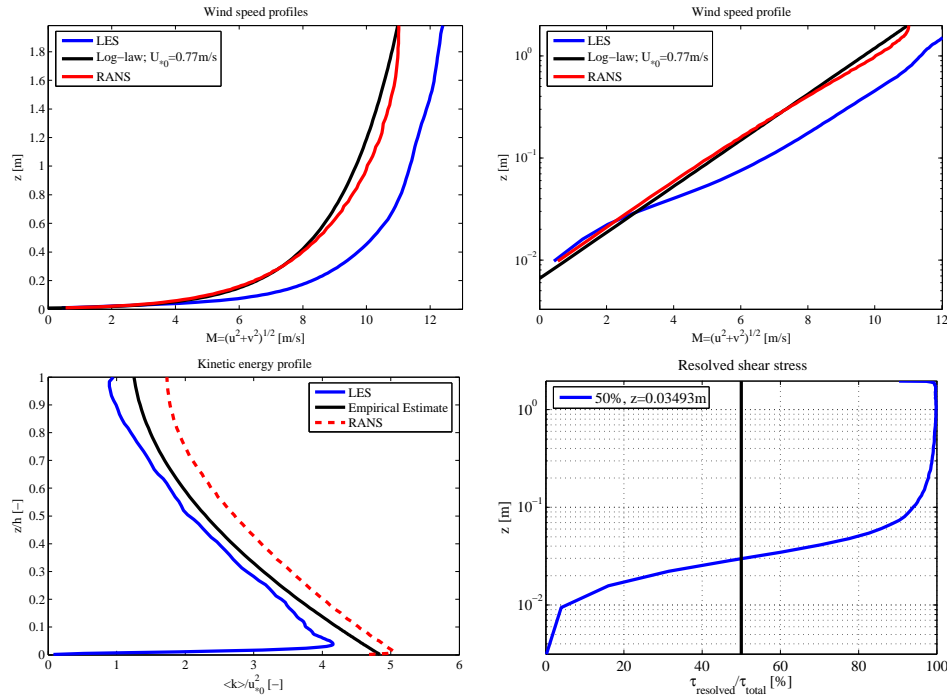 Wind speed profiles
LES
Log−law; U*0=0.77m/s
RANS
z [m]
1.8
1.6
1.4
1.2
1
0.8
0.6
0.4
0.2
0
0 2 4 6 8 10 12
M=(u²+v²)^1/2 [m/s]
Wind speed profile
LES
Log−law; U*0=0.77m/s
RANS
z [m]
10^0
10^−1
10^−2
0 2 4 6 8 10 12
M=(u²+v²)^1/2 [m/s]
Kinetic energy profile
LES
Empirical Estimate
RANS
z/h [−]
1
0.9
0.8
0.7
0.6
0.5
0.4
0.3
0.2
0.1
0
0 1 2 3 4 5 6
<k>/u²*0 [−]
Resolved shear stress
50%, z=0.03493m
z [m]
10^0
10^−1
10^−2
0 20 40 60 80 100
τresolved/τtotal [%]